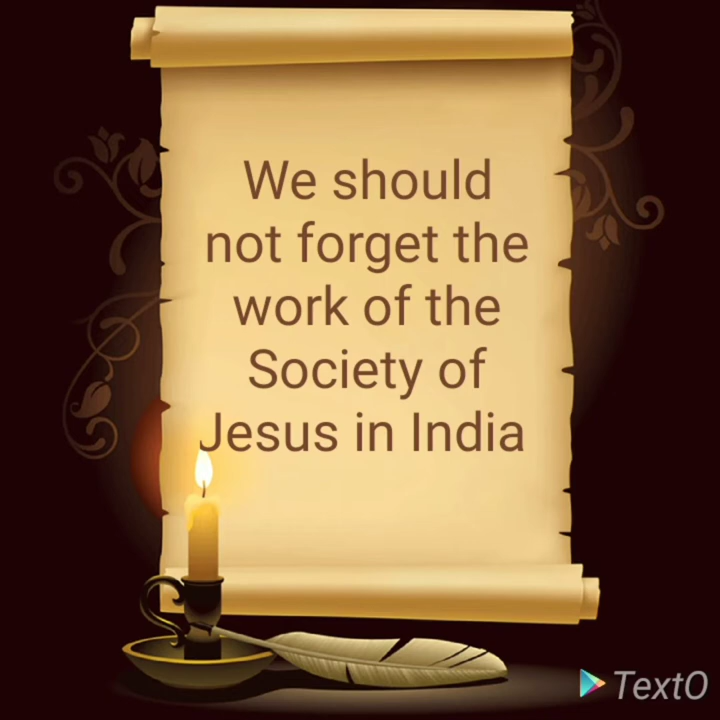 We should
not forget the
work of the
Society of
Jesus in India
TextO